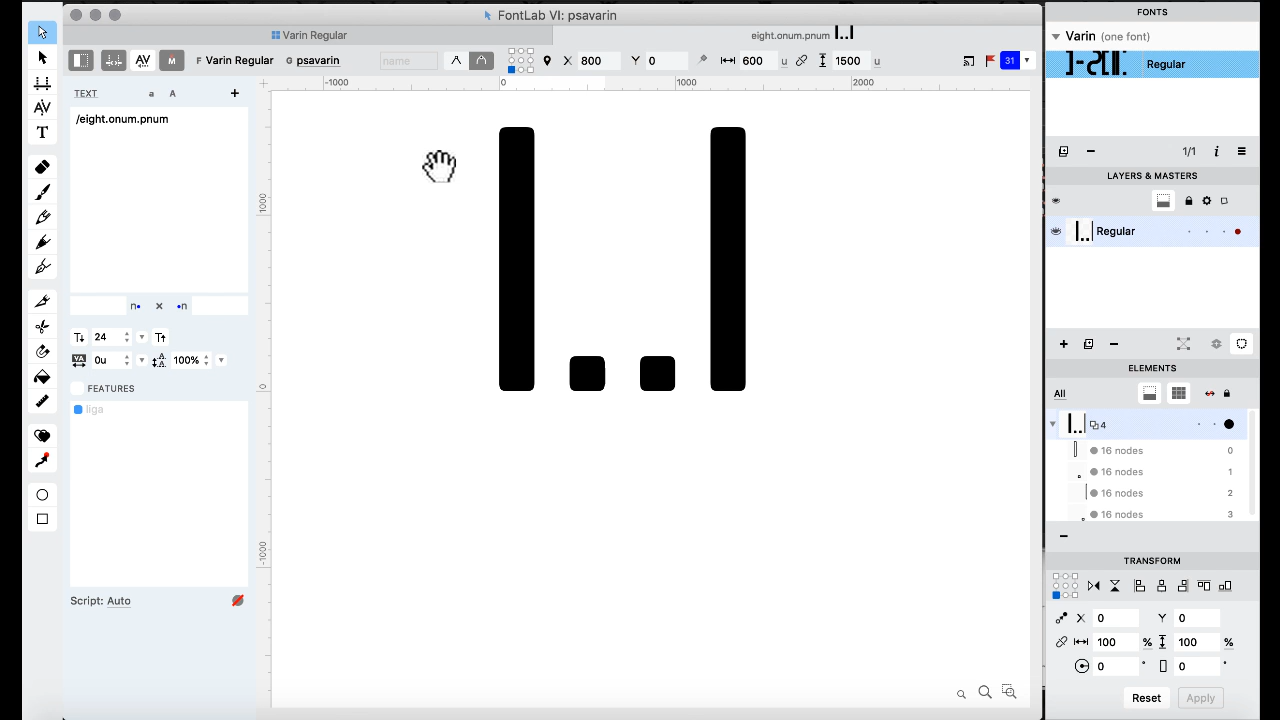 FontLab VI: psavarin
FONTS
Varin Regular
eight.onum.pnum
Varin (one font)
Regular
F Varin Regular G psavarin name X 800 Y 0 600 u 1500 u 31
-1000 0 1000 2000
TEXT a A +
/eight.onum.pnum
n• × •n
24
0u 100%
FEATURES
liga
Script: Auto
1000
0
-1000
1/1 i
LAYERS & MASTERS
Regular
ELEMENTS
All
4
16 nodes 0
16 nodes 1
16 nodes 2
16 nodes 3
TRANSFORM
X 0 Y 0
100 % 100 %
0 ° 0 °
Reset Apply